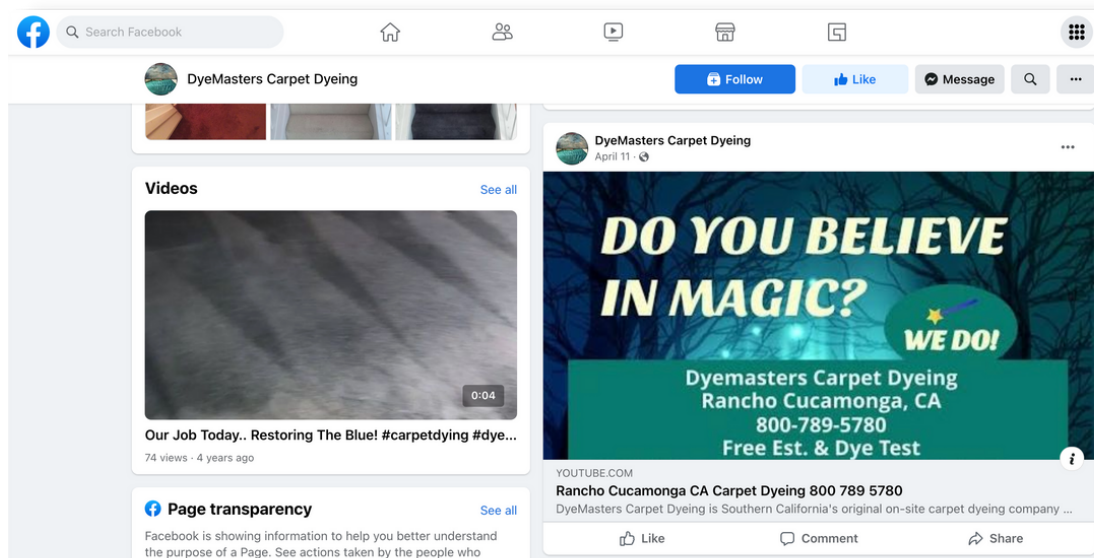 Search Facebook
DyeMasters Carpet Dyeing
Follow
Like
Message
Videos
See all
0:04
Our Job Today.. Restoring The Blue! #carpetdying #dye...
74 views · 4 years ago
Page transparency
See all
Facebook is showing information to help you better understand
the purpose of a Page. See actions taken by the people who
DyeMasters Carpet Dyeing
April 11 ·
DO YOU BELIEVE
IN MAGIC?
WE DO!
Dyemasters Carpet Dyeing
Rancho Cucamonga, CA
800-789-5780
Free Est. & Dye Test
YOUTUBE.COM
Rancho Cucamonga CA Carpet Dyeing 800 789 5780
DyeMasters Carpet Dyeing is Southern California's original on-site carpet dyeing company ...
Like
Comment
Share